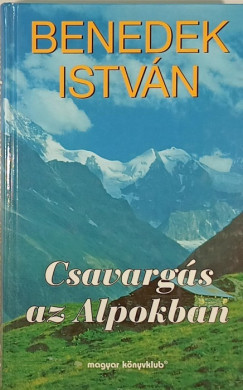 BENEDEK
ISTVÁN
Csavargás
az Alpokban
magyar könyvklub®